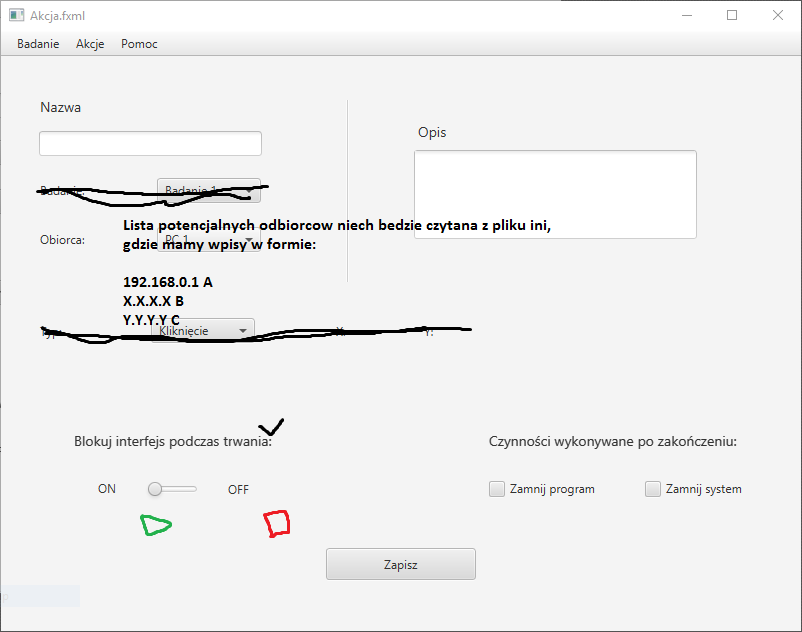 Akcja.fxml
Badanie Akcje Pomoc
Nazwa
Opis
Badanie: Badanie 1
Lista potencjalnych odbiorcow niech bedzie czytana z pliku ini,
Obiorca: PC 1
gdzie mamy wpisy w formie:
192.168.0.1 A
X.X.X.X B
Y.Y.Y.Y C
Typ: Kliknięcie X: Y:
Blokuj interfejs podczas trwania:
Czynności wykonywane po zakończeniu:
ON OFF
Zamnij program Zamnij system
Zapisz